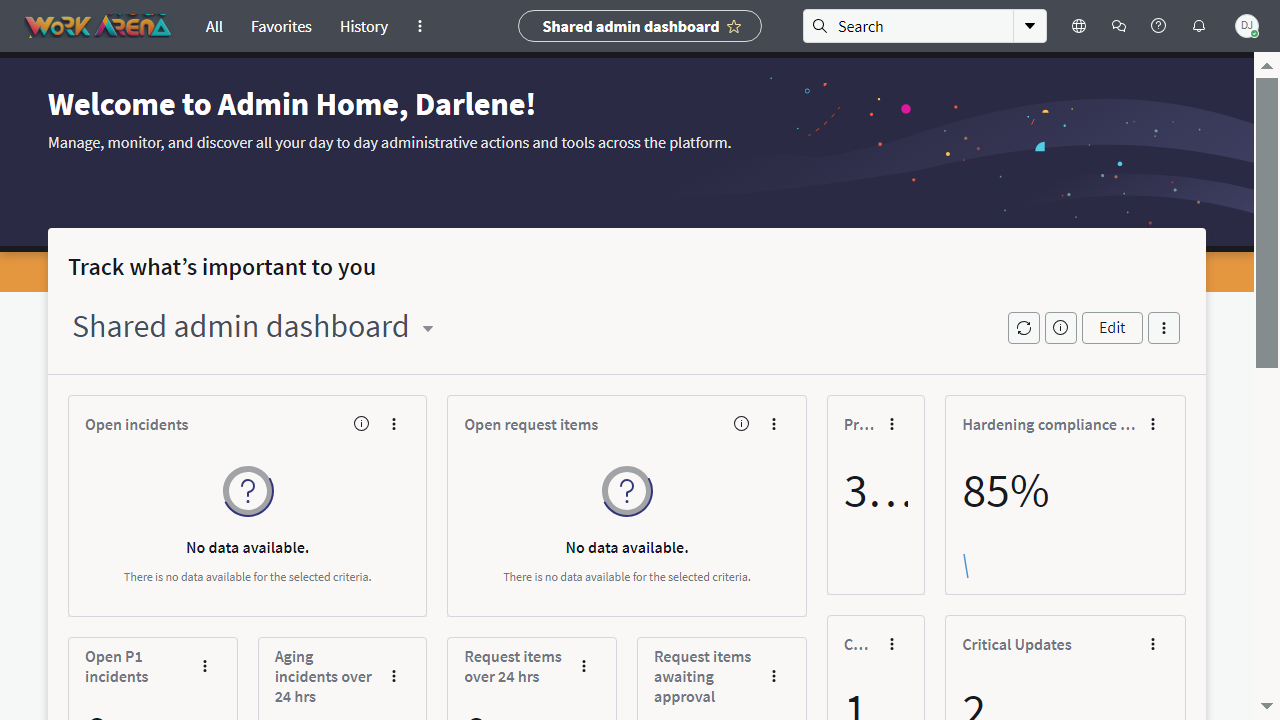 WORK ARENA
All
Favorites
History
Shared admin dashboard
Search
DJ
Welcome to Admin Home, Darlene!
Manage, monitor, and discover all your day to day administrative actions and tools across the platform.
Track what's important to you
Shared admin dashboard
Edit
Open incidents
Open request items
Pr...
Hardening compliance ...
?
?
3...
85%
No data available.
No data available.
There is no data available for the selected criteria.
There is no data available for the selected criteria.
Open P1
incidents
Aging
incidents over
24 hrs
Request items
over 24 hrs
Request items
awaiting
approval
C...
Critical Updates
1
2